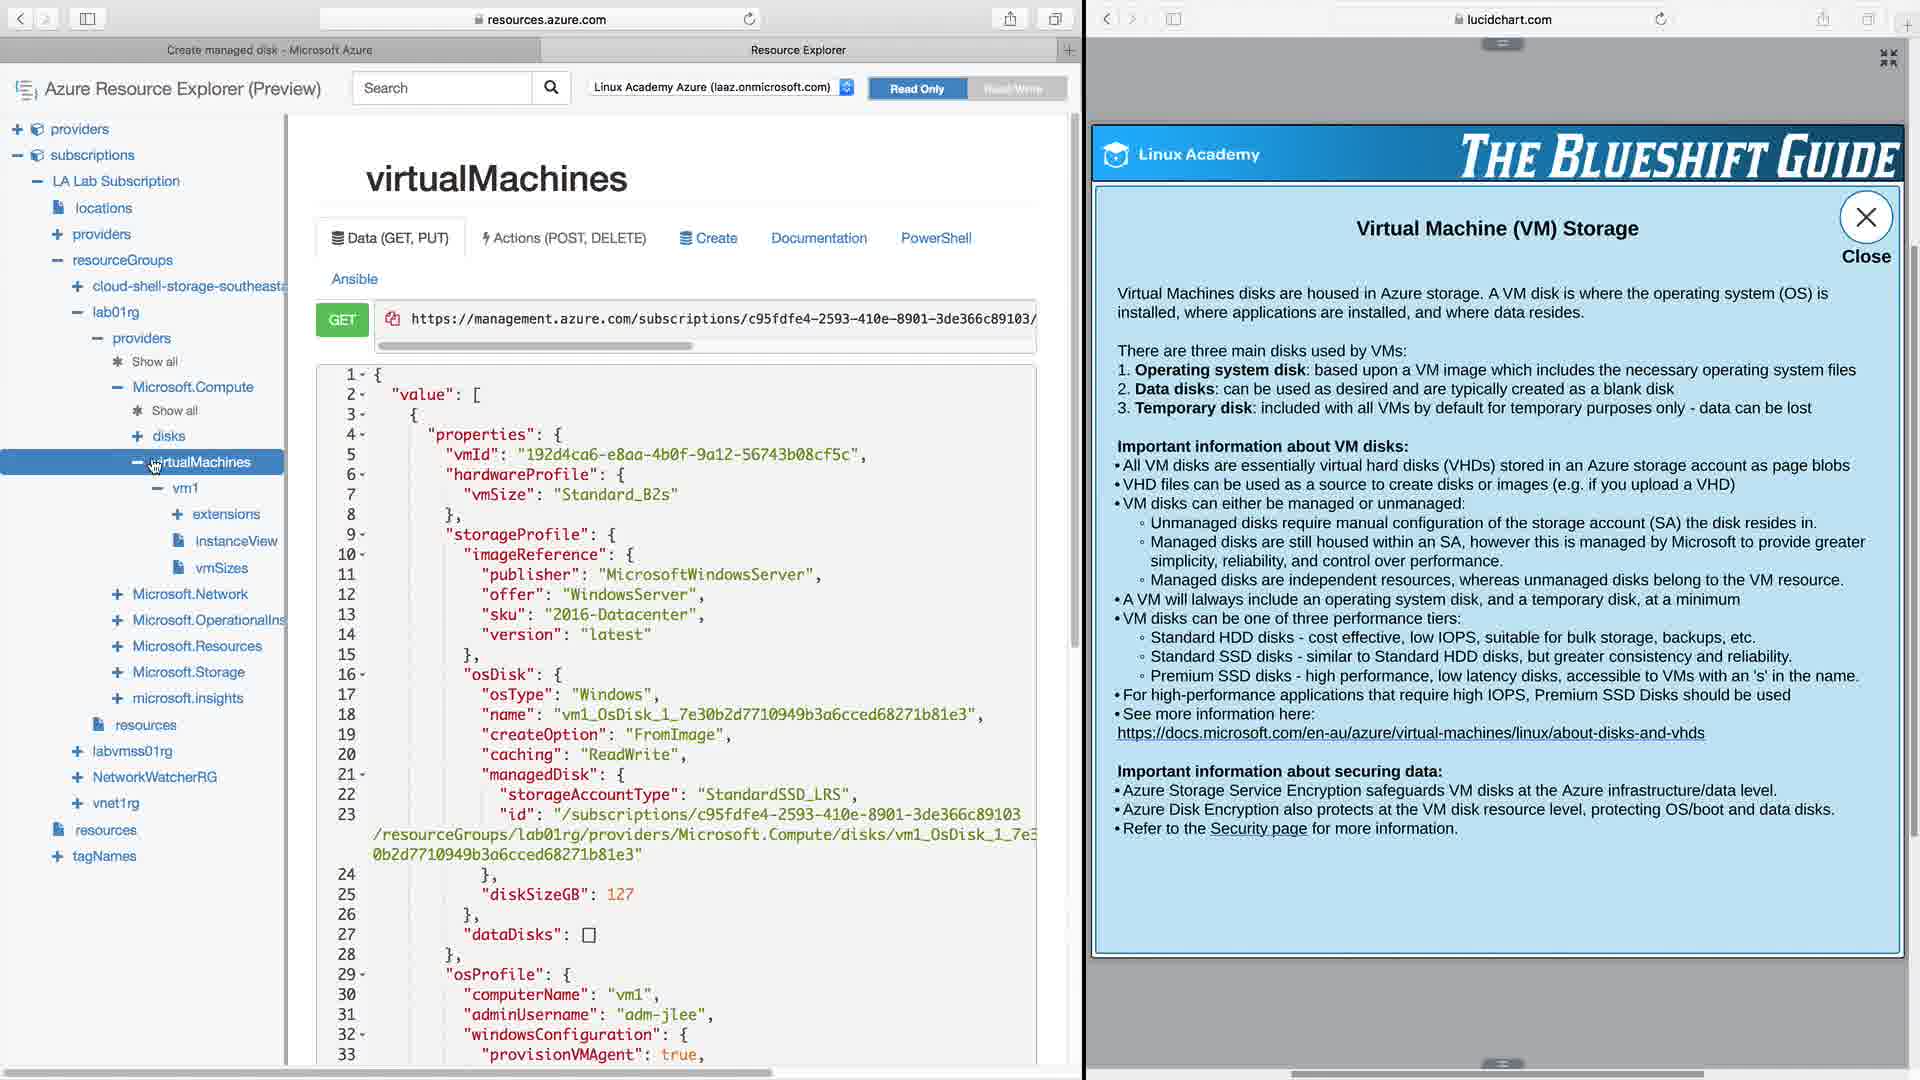 resources.azure.com
Create managed disk - Microsoft Azure
Resource Explorer
Azure Resource Explorer (Preview)
Search
Linux Academy Azure (laaz.onmicrosoft.com)
Read Only
Read/Write
providers
subscriptions
LA Lab Subscription
locations
providers
resourceGroups
cloud-shell-storage-southeasta
lab01rg
providers
Show all
Microsoft.Compute
Show all
disks
virtualMachines
vm1
extensions
instanceView
vmSizes
Microsoft.Network
Microsoft.OperationalIns
Microsoft.Resources
Microsoft.Storage
microsoft.insights
resources
labvmss01rg
NetworkWatcherRG
vnet1rg
resources
tagNames
virtualMachines
Data (GET, PUT)
Actions (POST, DELETE)
Create
Documentation
PowerShell
Ansible
GET
https://management.azure.com/subscriptions/c95fdfe4-2593-410e-8901-3de366c89103/
1 {
2 "value": [
3 {
4 "properties": {
5 "vmId": "192d4ca6-e8aa-4b0f-9a12-56743b08cf5c",
6 "hardwareProfile": {
7 "vmSize": "Standard_B2s"
8 },
9 "storageProfile": {
10 "imageReference": {
11 "publisher": "MicrosoftWindowsServer",
12 "offer": "WindowsServer",
13 "sku": "2016-Datacenter",
14 "version": "latest"
15 },
16 "osDisk": {
17 "osType": "Windows",
18 "name": "vm1_OsDisk_1_7e30b2d7710949b3a6cced68271b81e3",
19 "createOption": "FromImage",
20 "caching": "ReadWrite",
21 "managedDisk": {
22 "storageAccountType": "StandardSSD_LRS",
23 "id": "/subscriptions/c95fdfe4-2593-410e-8901-3de366c89103
/resourceGroups/lab01rg/providers/Microsoft.Compute/disks/vm1_OsDisk_1_7e3
0b2d7710949b3a6cced68271b81e3"
24 },
25 "diskSizeGB": 127
26 },
27 "dataDisks": []
28 },
29 "osProfile": {
30 "computerName": "vm1",
31 "adminUsername": "adm-jlee",
32 "windowsConfiguration": {
33 "provisionVMAgent": true,
lucidchart.com
Linux Academy
THE BLUESHIFT GUIDE
Virtual Machine (VM) Storage
Close
Virtual Machines disks are housed in Azure storage. A VM disk is where the operating system (OS) is
installed, where applications are installed, and where data resides.
There are three main disks used by VMs:
1. Operating system disk: based upon a VM image which includes the necessary operating system files
2. Data disks: can be used as desired and are typically created as a blank disk
3. Temporary disk: included with all VMs by default for temporary purposes only - data can be lost
Important information about VM disks:
• All VM disks are essentially virtual hard disks (VHDs) stored in an Azure storage account as page blobs
• VHD files can be used as a source to create disks or images (e.g. if you upload a VHD)
• VM disks can either be managed or unmanaged:
◦ Unmanaged disks require manual configuration of the storage account (SA) the disk resides in.
◦ Managed disks are still housed within an SA, however this is managed by Microsoft to provide greater
simplicity, reliability, and control over performance.
◦ Managed disks are independent resources, whereas unmanaged disks belong to the VM resource.
• A VM will lalways include an operating system disk, and a temporary disk, at a minimum
• VM disks can be one of three performance tiers:
◦ Standard HDD disks - cost effective, low IOPS, suitable for bulk storage, backups, etc.
◦ Standard SSD disks - similar to Standard HDD disks, but greater consistency and reliability.
◦ Premium SSD disks - high performance, low latency disks, accessible to VMs with an 's' in the name.
• For high-performance applications that require high IOPS, Premium SSD Disks should be used
• See more information here:
https://docs.microsoft.com/en-au/azure/virtual-machines/linux/about-disks-and-vhds
Important information about securing data:
• Azure Storage Service Encryption safeguards VM disks at the Azure infrastructure/data level.
• Azure Disk Encryption also protects at the VM disk resource level, protecting OS/boot and data disks.
• Refer to the Security page for more information.